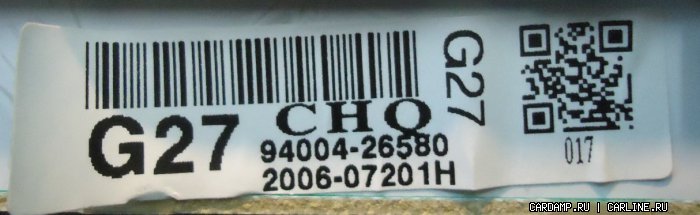 G27
CHQ
94004-26580
2006-07201H
G27
017
CARDAMP.RU | CARLINE.RU